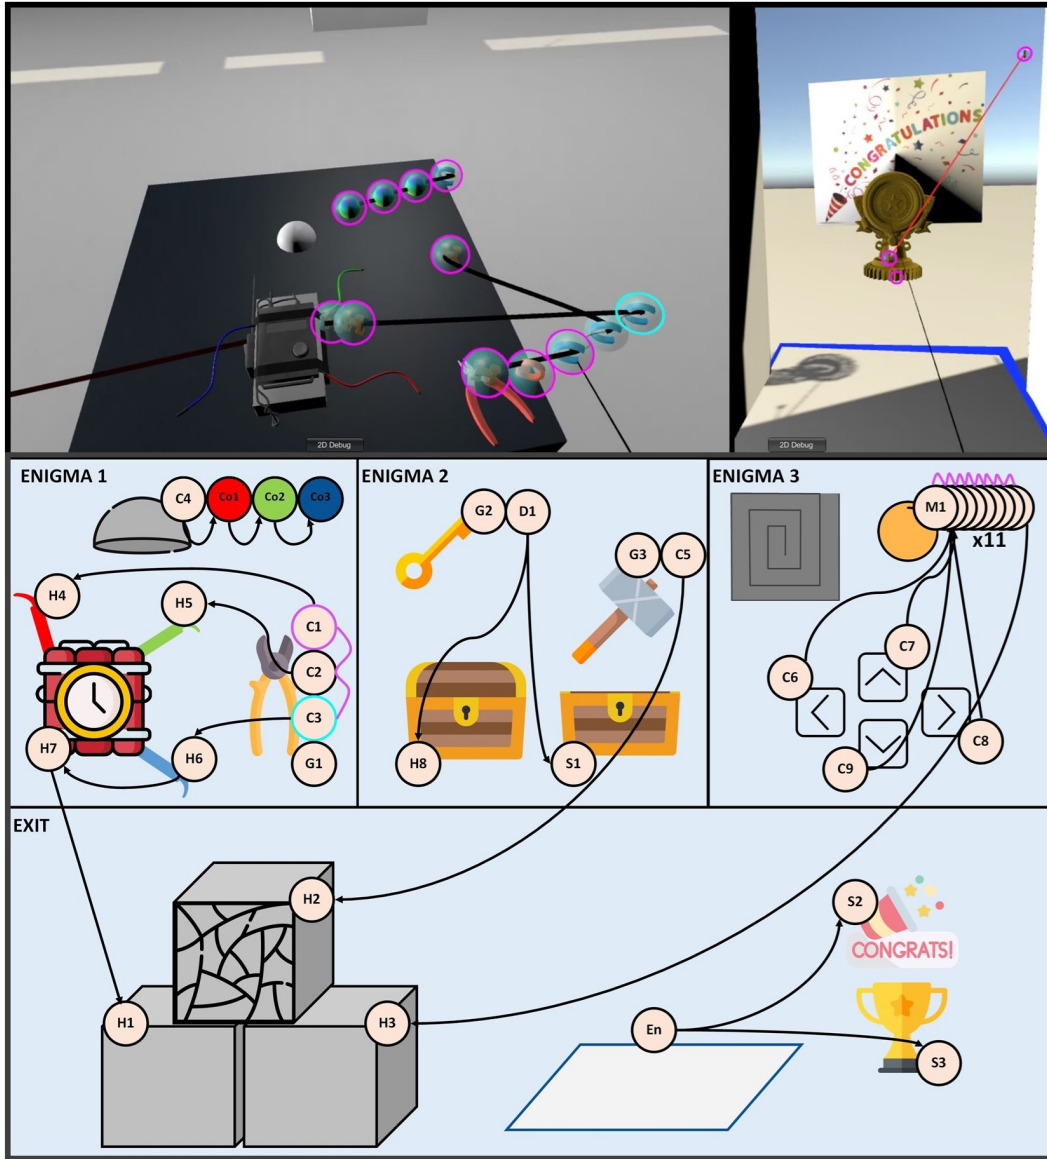 CONGRATULATIONS
2D Debug
2D Debug
ENIGMA 1
C4
Co1
Co2
Co3
H4
H5
C1
C2
C3
G1
H7
H6
ENIGMA 2
G2
D1
G3
C5
H8
S1
ENIGMA 3
M1
x11
C6
C7
C8
C9
EXIT
H2
H1
H3
En
S2
CONGRATS!
S3